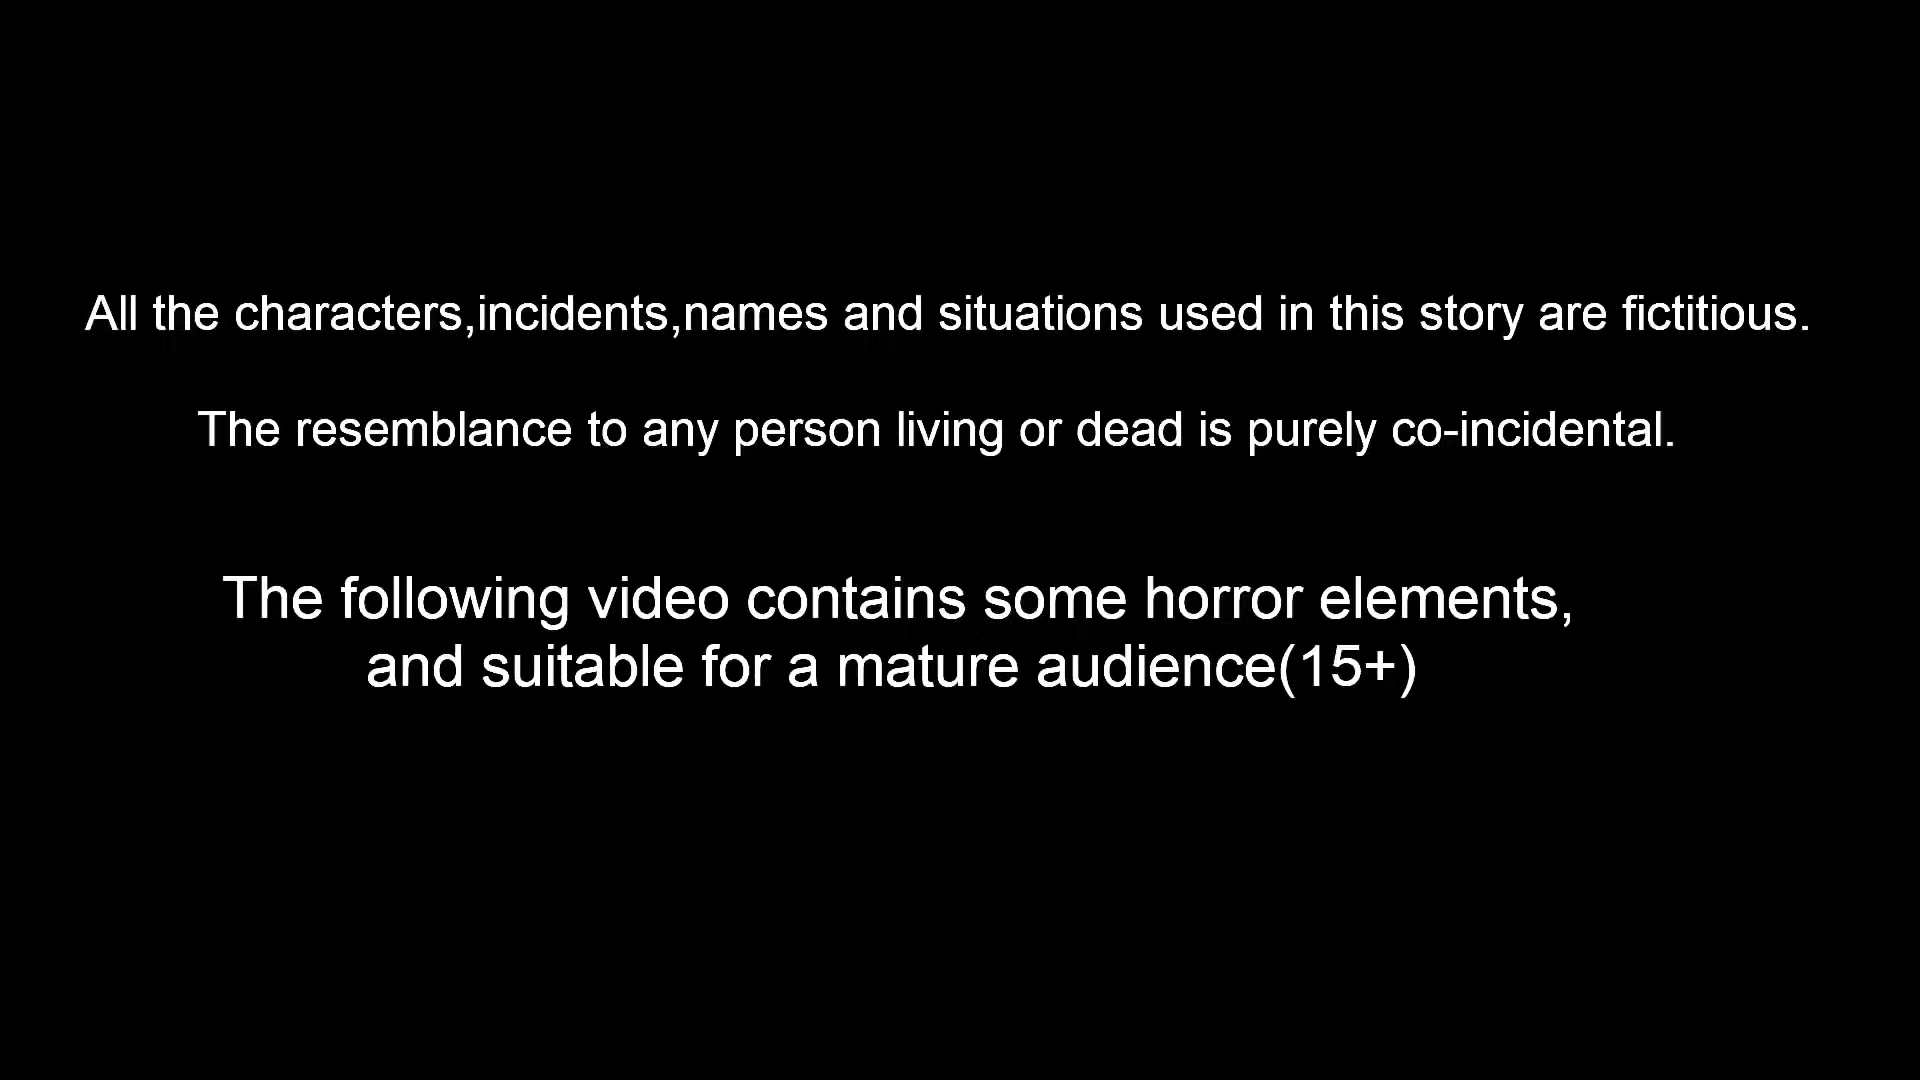 All the characters,incidents,names and situations used in this story are fictitious.
The resemblance to any person living or dead is purely co-incidental.
The following video contains some horror elements,
and suitable for a mature audience(15+)